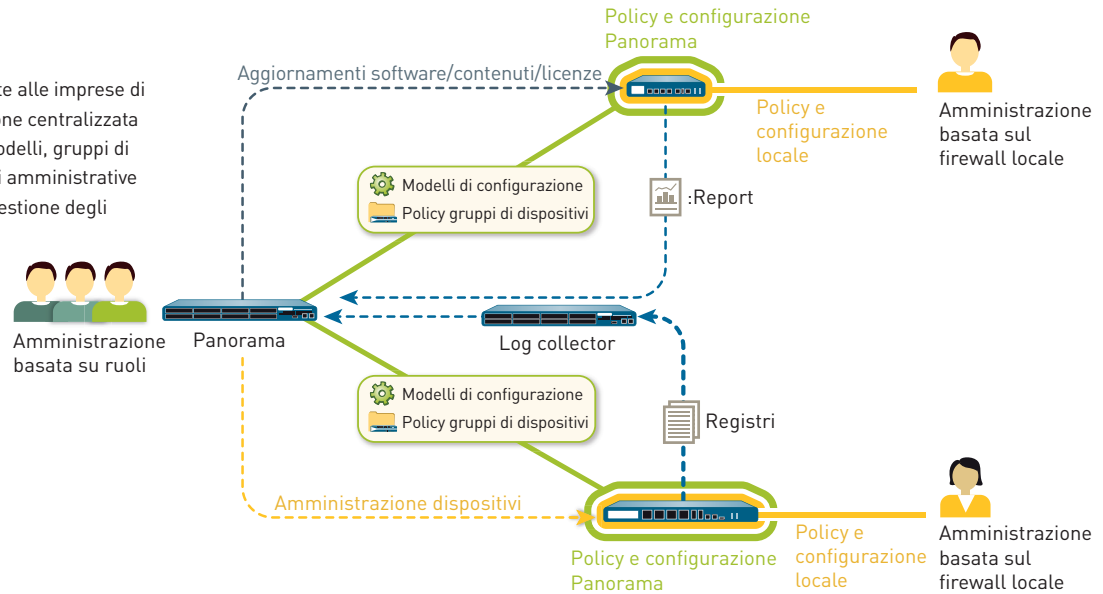 Policy e configurazione
Panorama
Aggiornamenti software/contenuti/licenze
te alle imprese di
one centralizzata
odelli, gruppi di
i amministrative
estione degli
Policy e
configurazione
locale
Amministrazione
basata sul
firewall locale
Modelli di configurazione
Policy gruppi di dispositivi
:Report
Amministrazione
basata su ruoli
Panorama
Log collector
Modelli di configurazione
Policy gruppi di dispositivi
Registri
Amministrazione dispositivi
Policy e configurazione
Panorama
Policy e
configurazione
locale
Amministrazione
basata sul
firewall locale